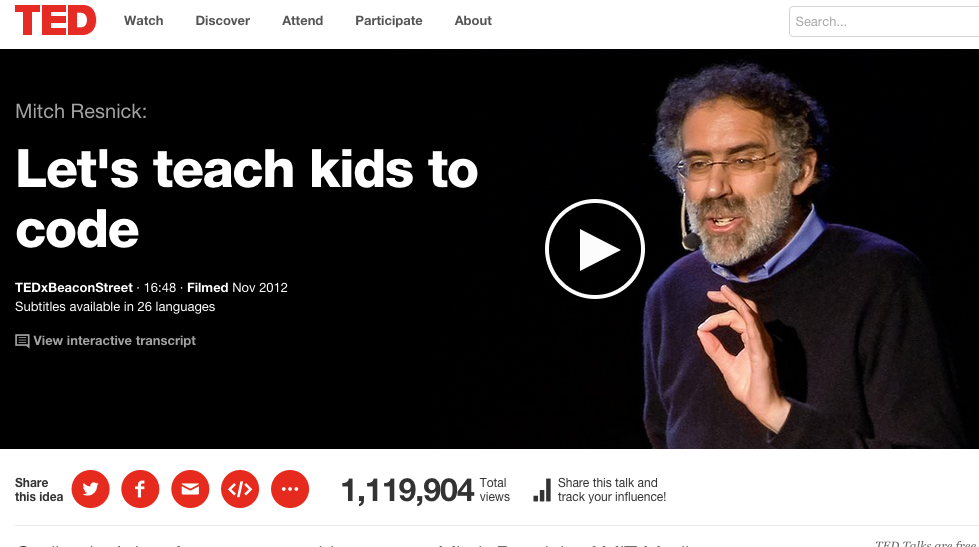 TED
Watch Discover Attend Participate About
Search...
Mitch Resnick:
Let's teach kids to
code
TEDxBeaconStreet · 16:48 · Filmed Nov 2012
Subtitles available in 26 languages
View interactive transcript
Share
this idea
1,119,904
Total
views
Share this talk and
track your influence!
TED Talks are free